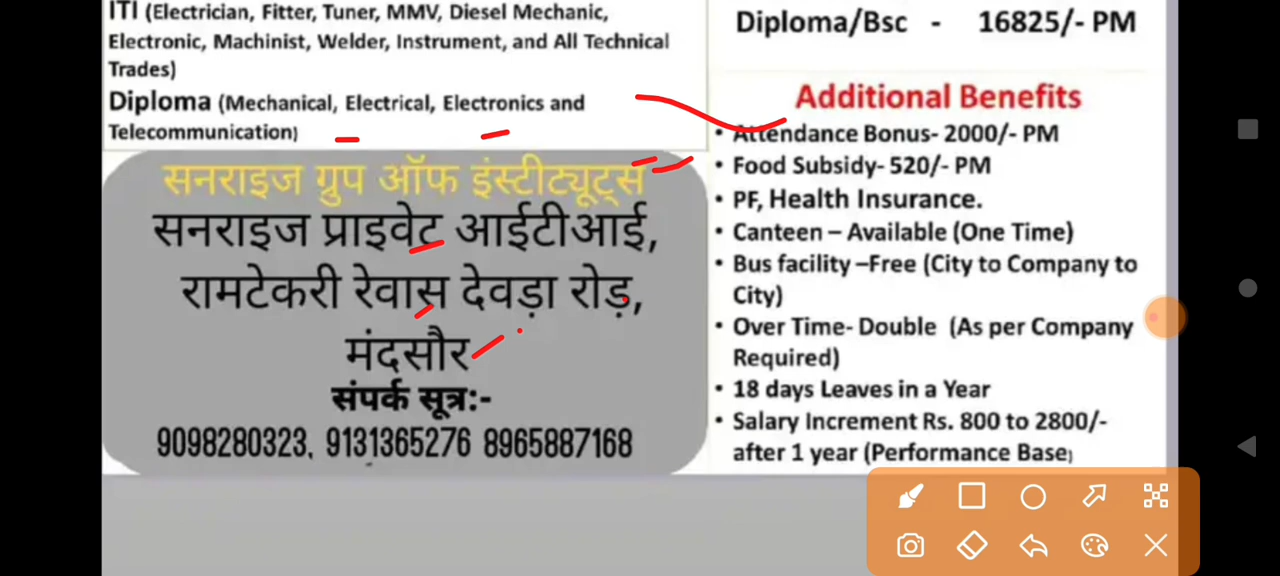 ITI (Electrician, Fitter, Tuner, MMV, Diesel Mechanic,
Electronic, Machinist, Welder, Instrument, and All Technical
Trades)
Diploma (Mechanical, Electrical, Electronics and
Telecommunication)
सनराइज ग्रुप ऑफ इंस्टीट्यूट्स
सनराइज प्राइवेट आईटीआई,
रामटेकरी रेवास देवड़ा रोड़,
मंदसौर
संपर्क सूत्र:-
9098280323, 9131365276 8965887168
Diploma/Bsc - 16825/- PM
Additional Benefits
• Attendance Bonus- 2000/- PM
• Food Subsidy- 520/- PM
• PF, Health Insurance.
• Canteen – Available (One Time)
• Bus facility –Free (City to Company to
City)
• Over Time- Double (As per Company
Required)
• 18 days Leaves in a Year
• Salary Increment Rs. 800 to 2800/-
after 1 year (Performance Base)